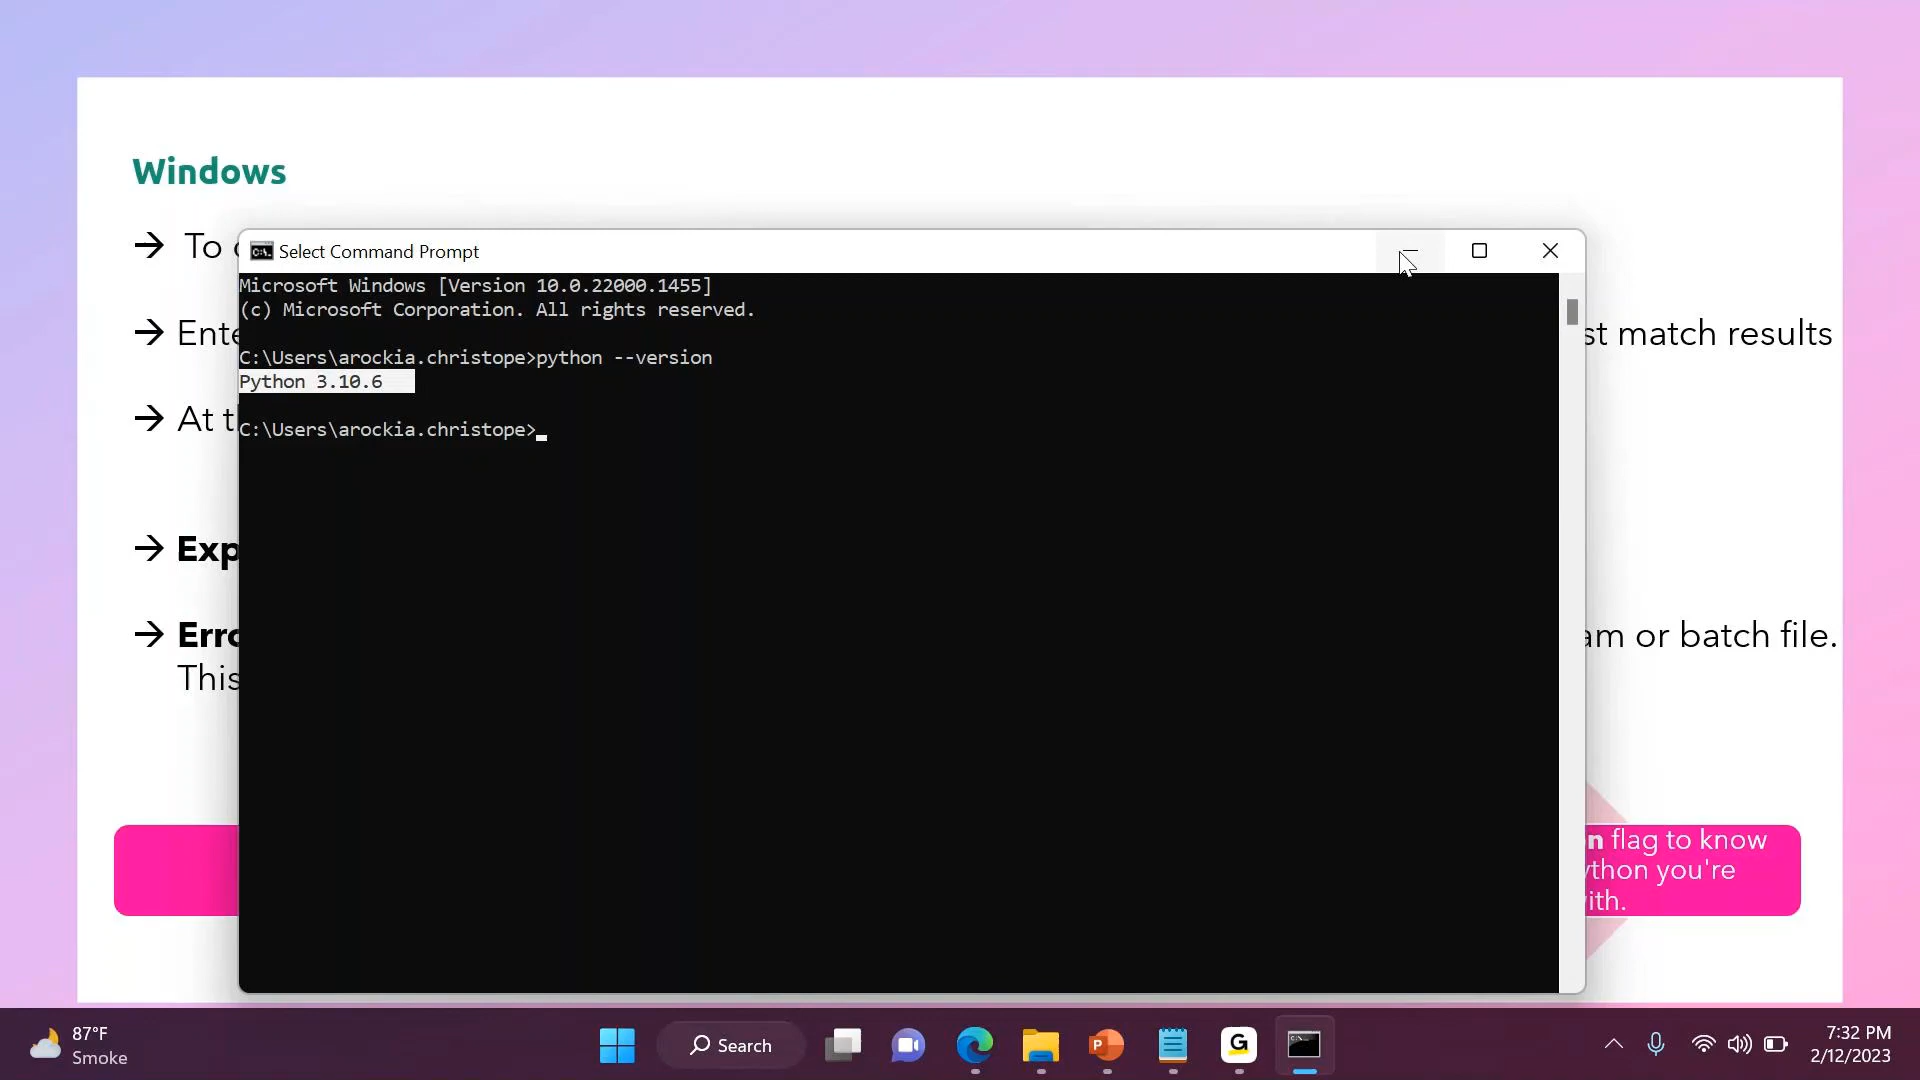 Windows
→ To
Select Command Prompt
Microsoft Windows [Version 10.0.22000.1455]
(c) Microsoft Corporation. All rights reserved.
→ Ente
st match results
C:\Users\arockia.christope>python --version
Python 3.10.6
→ At t
C:\Users\arockia.christope>
→ Exp
→ Erro
am or batch file.
This
n flag to know
ython you're
ith.
87°F
Smoke
Search
P
G
7:32 PM
2/12/2023